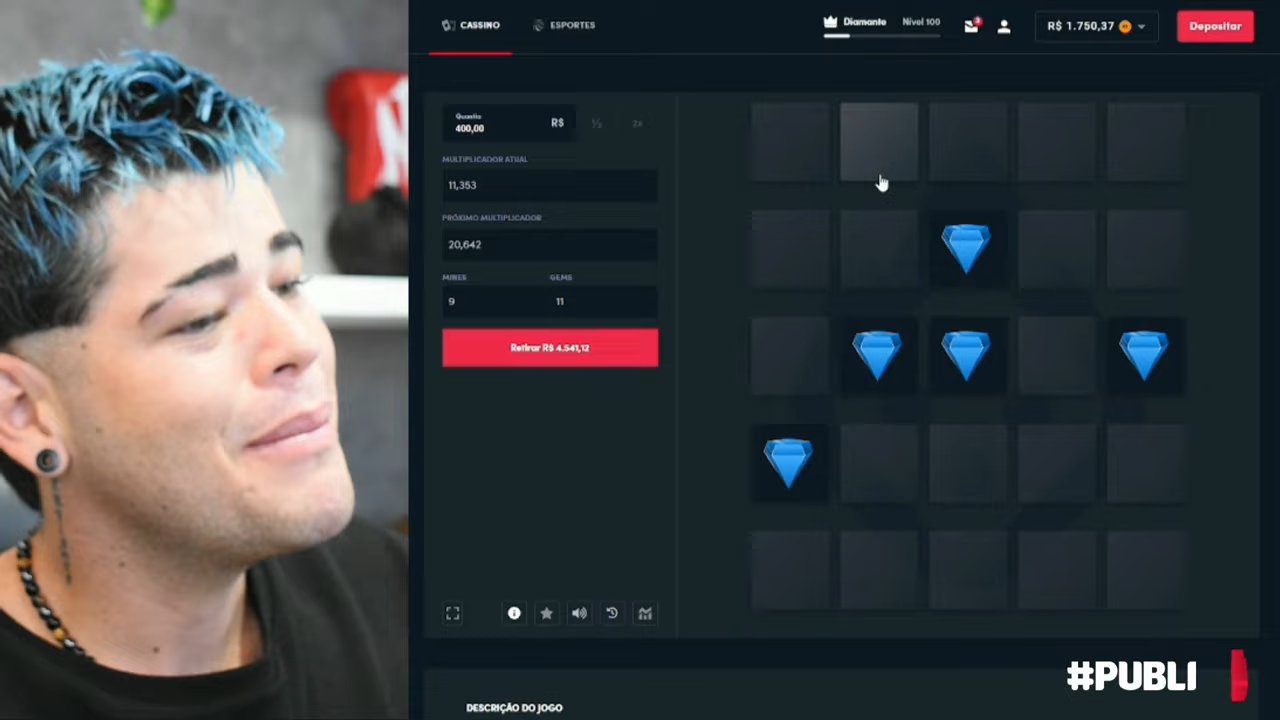 CASSINO
ESPORTES
Diamante
Nível 100
3
R$ 1.750,37
Depositar
Quantia
400,00
R$
½
2x
MULTIPLICADOR ATUAL
11,353
PRÓXIMO MULTIPLICADOR
20,642
MINES
GEMS
9
11
Retirar R$ 4.541,12
#PUBLI
DESCRIÇÃO DO JOGO